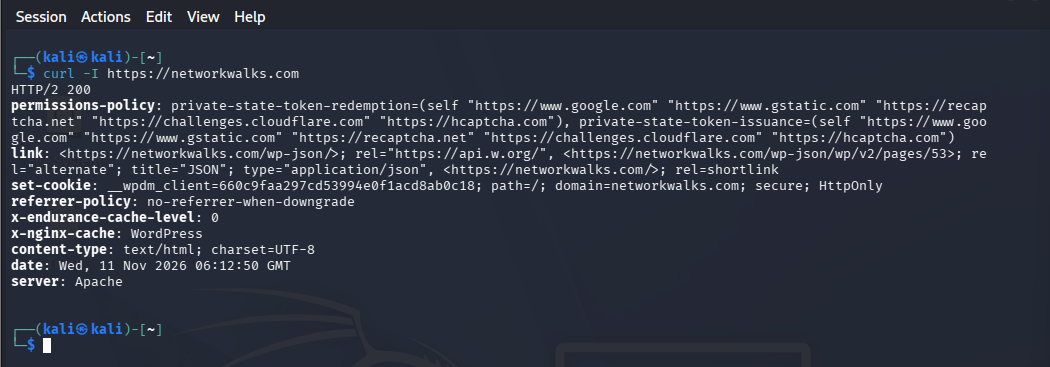 Session Actions Edit View Help
┌──(kali㉿kali)-[~]
└─$ curl -I https://networkwalks.com
HTTP/2 200
permissions-policy: private-state-token-redemption=(self "https://www.google.com" "https://www.gstatic.com" "https://recap
tcha.net" "https://challenges.cloudflare.com" "https://hcaptcha.com"), private-state-token-issuance=(self "https://www.goo
gle.com" "https://www.gstatic.com" "https://recaptcha.net" "https://challenges.cloudflare.com" "https://hcaptcha.com")
link: <https://networkwalks.com/wp-json/>; rel="https://api.w.org/", <https://networkwalks.com/wp-json/wp/v2/pages/53>; re
l="alternate"; title="JSON"; type="application/json", <https://networkwalks.com/>; rel=shortlink
set-cookie: __wpdm_client=660c9faa297cd53994e0f1acd8ab0c18; path=/; domain=networkwalks.com; secure; HttpOnly
referrer-policy: no-referrer-when-downgrade
x-endurance-cache-level: 0
x-nginx-cache: WordPress
content-type: text/html; charset=UTF-8
date: Wed, 11 Nov 2026 06:12:50 GMT
server: Apache
┌──(kali㉿kali)-[~]
└─$